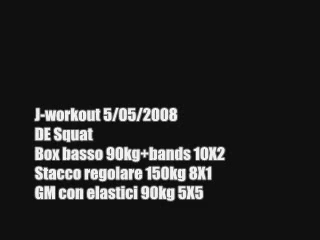 J-workout 5/05/2008
DE Squat
Box basso 90kg+bands 10X2
Stacco regolare 150kg 8X1
GM con elastici 90kg 5X5